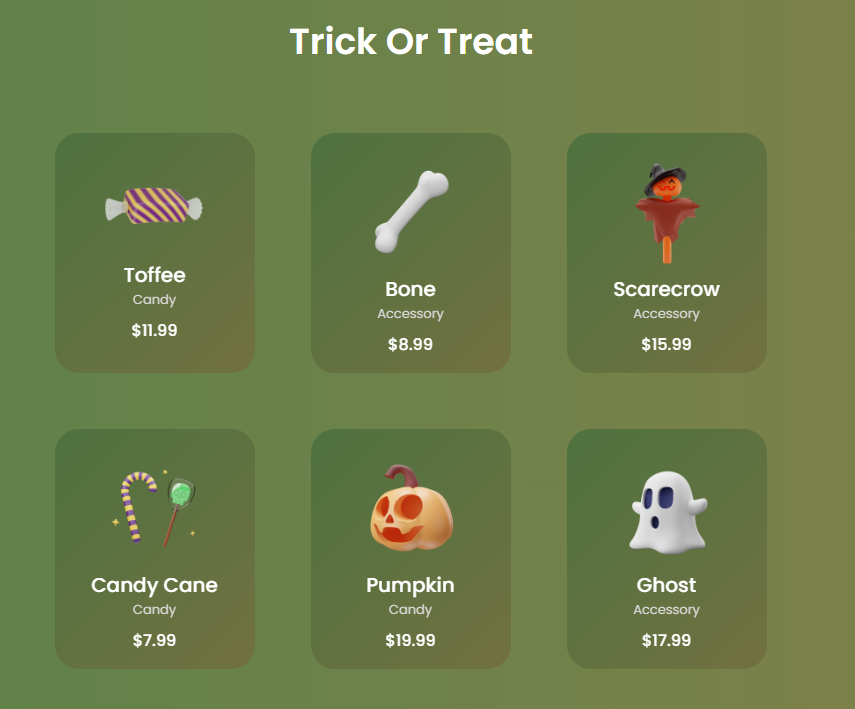 Trick Or Treat
Toffee
Candy
$11.99
Bone
Accessory
$8.99
Scarecrow
Accessory
$15.99
Candy Cane
Candy
$7.99
Pumpkin
Candy
$19.99
Ghost
Accessory
$17.99